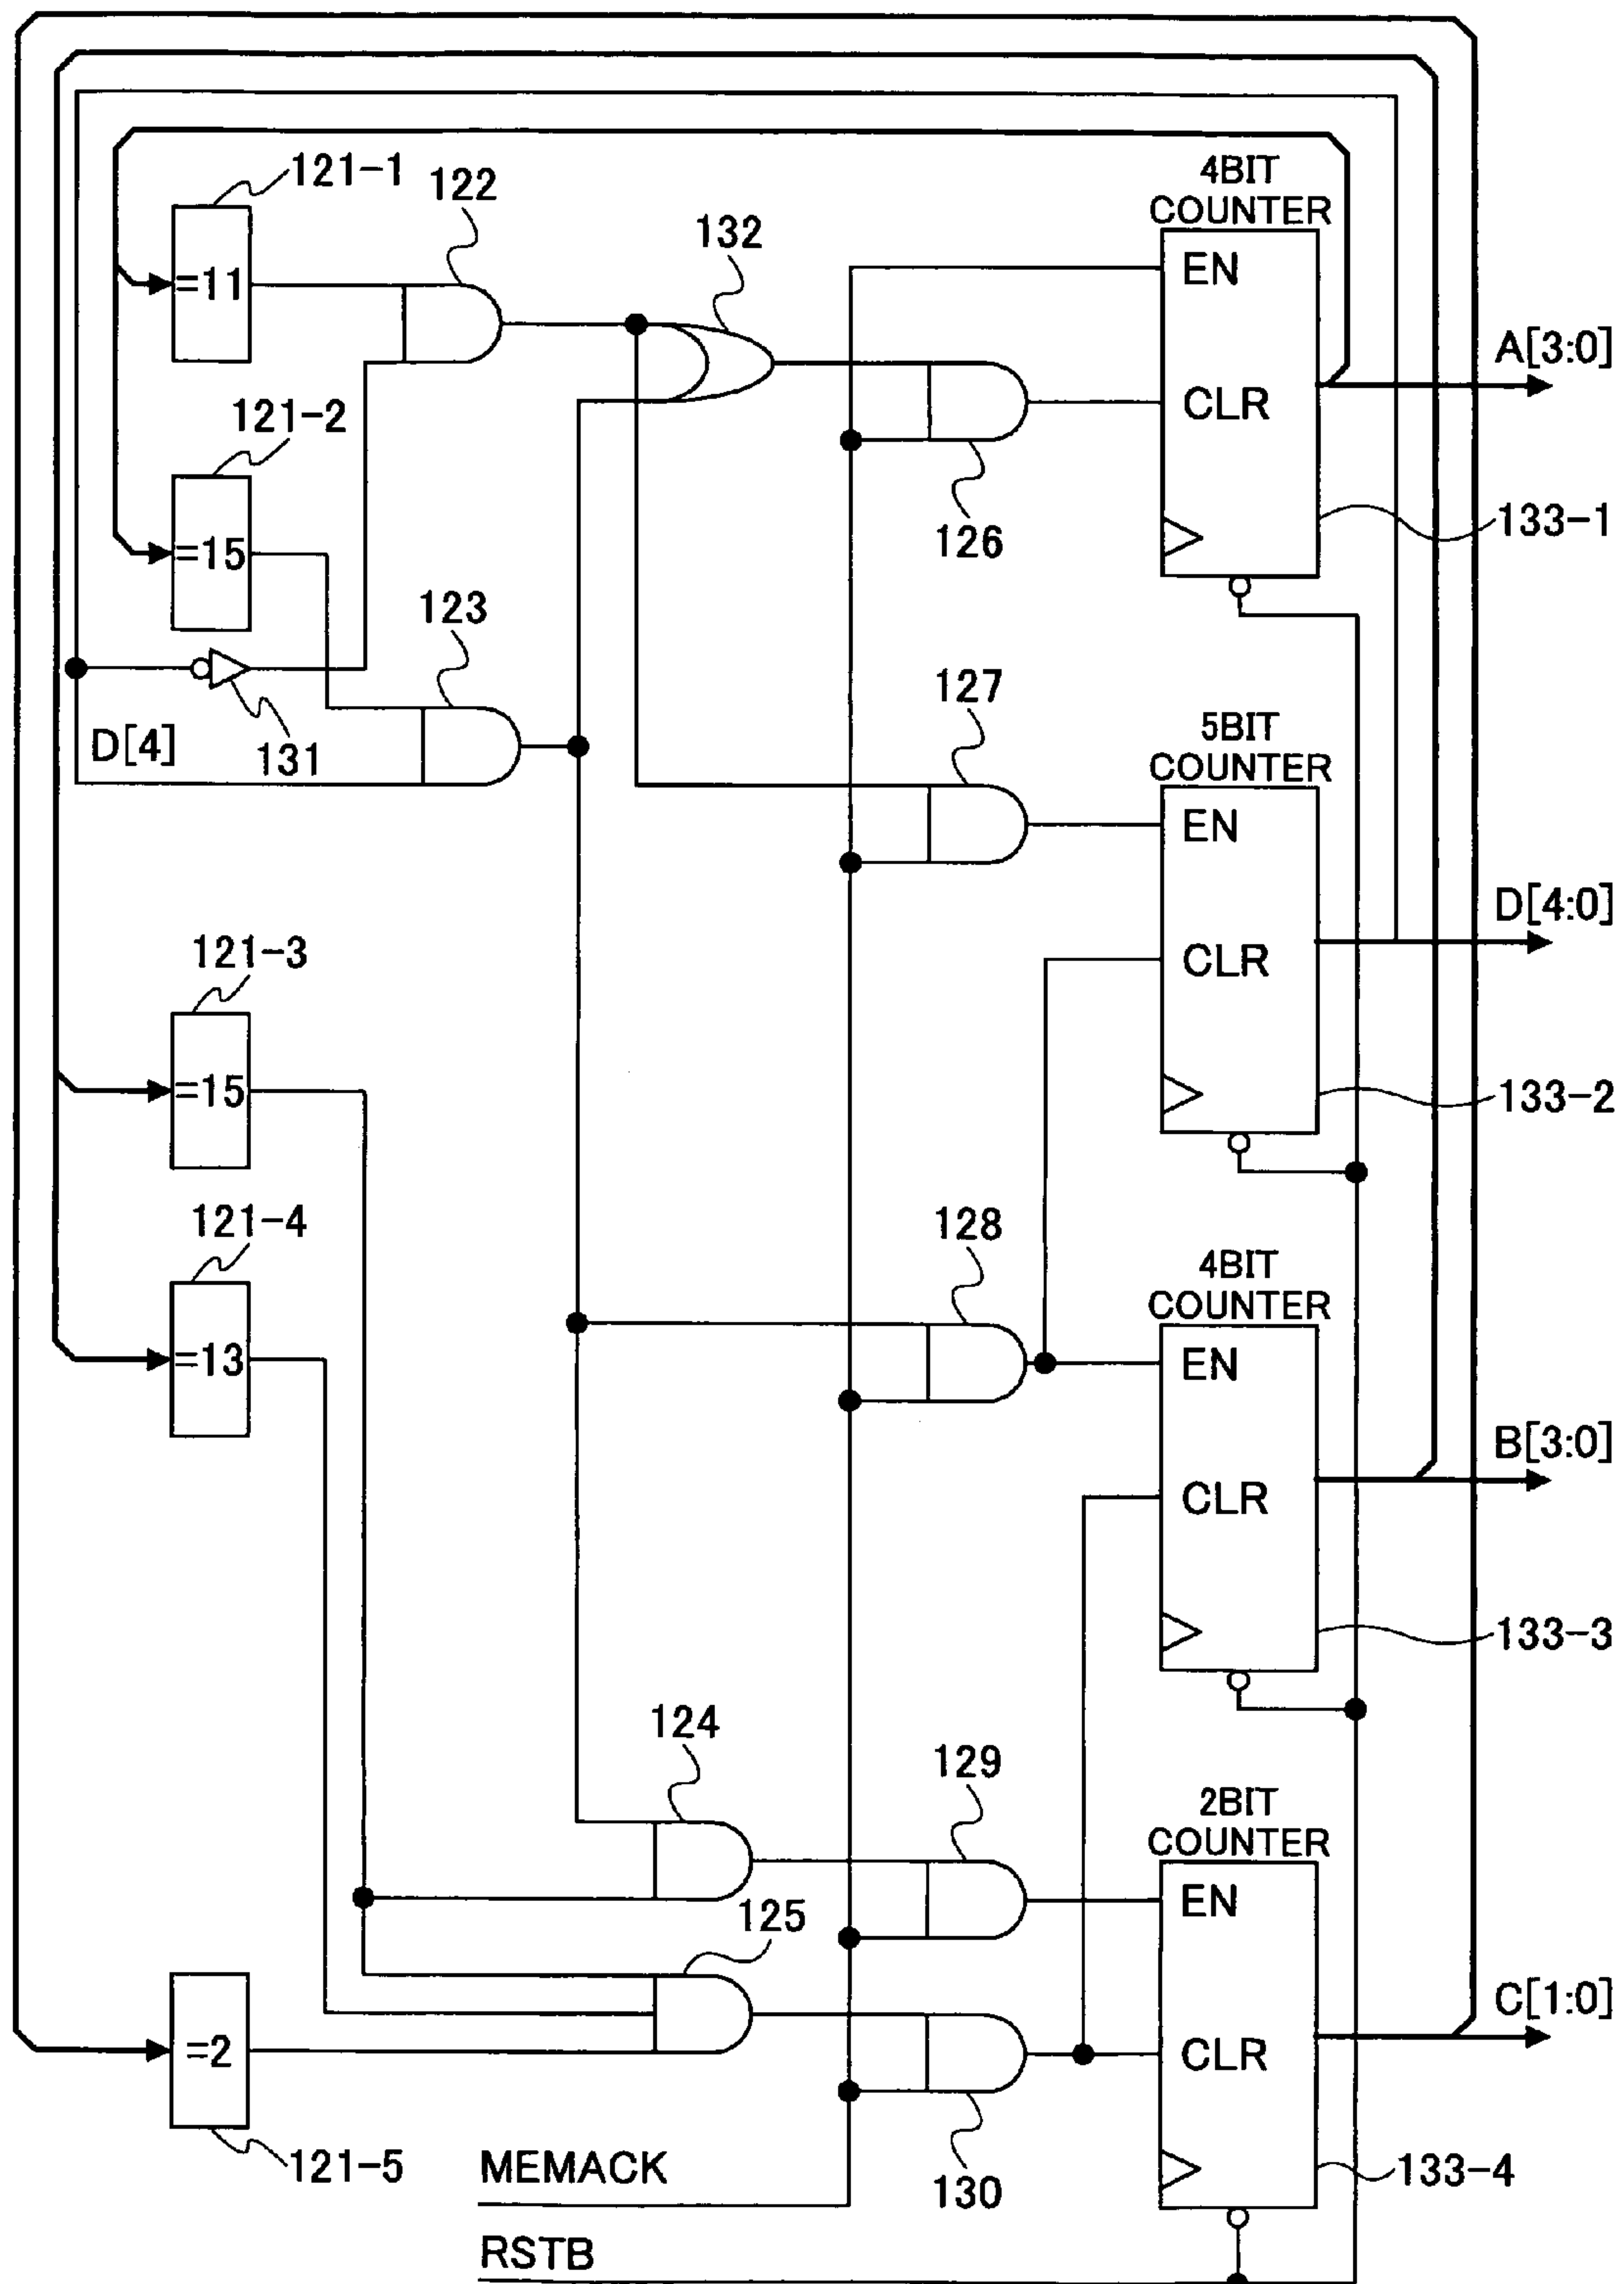 121-1
122
132
4BIT
COUNTER
=11
EN
CLR
A[3:0]
121-2
=15
126
133-1
123
127
D[4]
131
5BIT
COUNTER
EN
CLR
D[4:0]
121-3
=15
133-2
121-4
=13
128
4BIT
COUNTER
EN
CLR
B[3:0]
133-3
124
129
2BIT
COUNTER
125
EN
CLR
C[1:0]
=2
121-5
MEMACK
130
133-4
RSTB